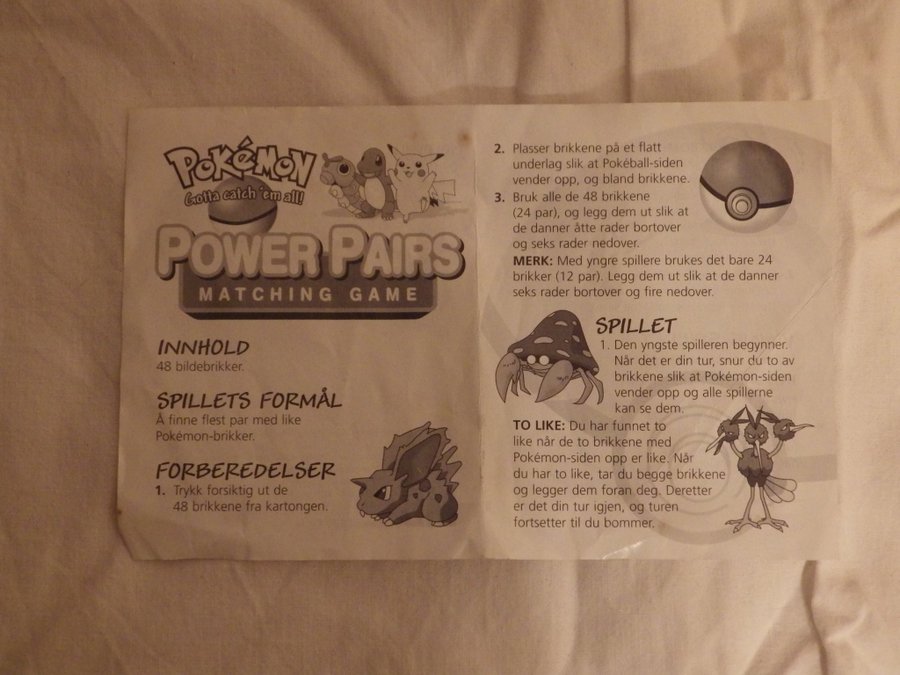 POKéMON
Gotta catch 'em all!
POWER PAIRS
MATCHING GAME
INNHOLD
48 bildebrikker.
SPILLETS FORMÅL
Å finne flest par med like
Pokémon-brikker.
FORBEREDELSER
1. Trykk forsiktig ut de
48 brikkene fra kartongen.
2. Plasser brikkene på et flatt
underlag slik at Pokéball-siden
vender opp, og bland brikkene.
3. Bruk alle de 48 brikkene
(24 par), og legg dem ut slik at
de danner åtte rader bortover
og seks rader nedover.
MERK: Med yngre spillere brukes det bare 24
brikker (12 par). Legg dem ut slik at de danner
seks rader bortover og fire nedover.
SPILLET
1. Den yngste spilleren begynner.
Når det er din tur, snur du to av
brikkene slik at Pokémon-siden
vender opp og alle spillerne
kan se dem.
TO LIKE: Du har funnet to
like når de to brikkene med
Pokémon-siden opp er like. Når
du har to like, tar du begge brikkene
og legger dem foran deg. Deretter
er det din tur igjen, og turen
fortsetter til du bommer.